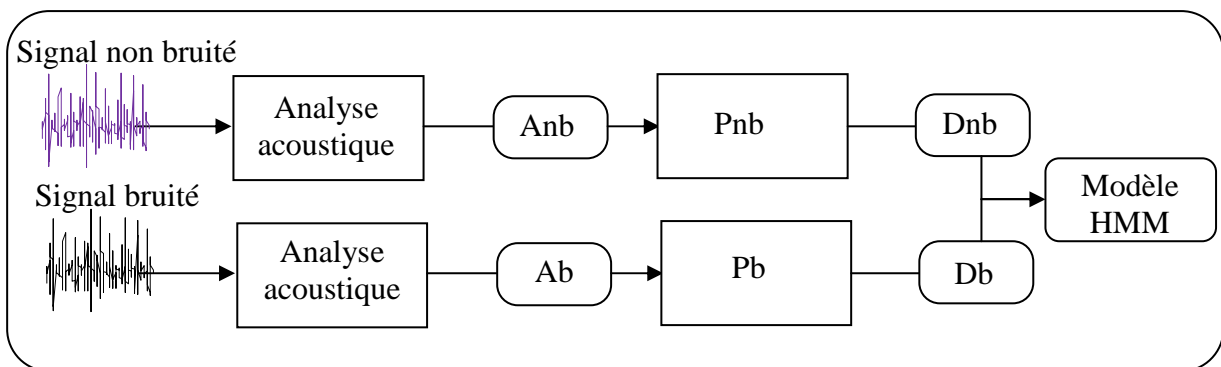 Signal non bruité
Analyse
acoustique
Anb
Pnb
Dnb
Modèle
HMM
Signal bruité
Analyse
acoustique
Ab
Pb
Db